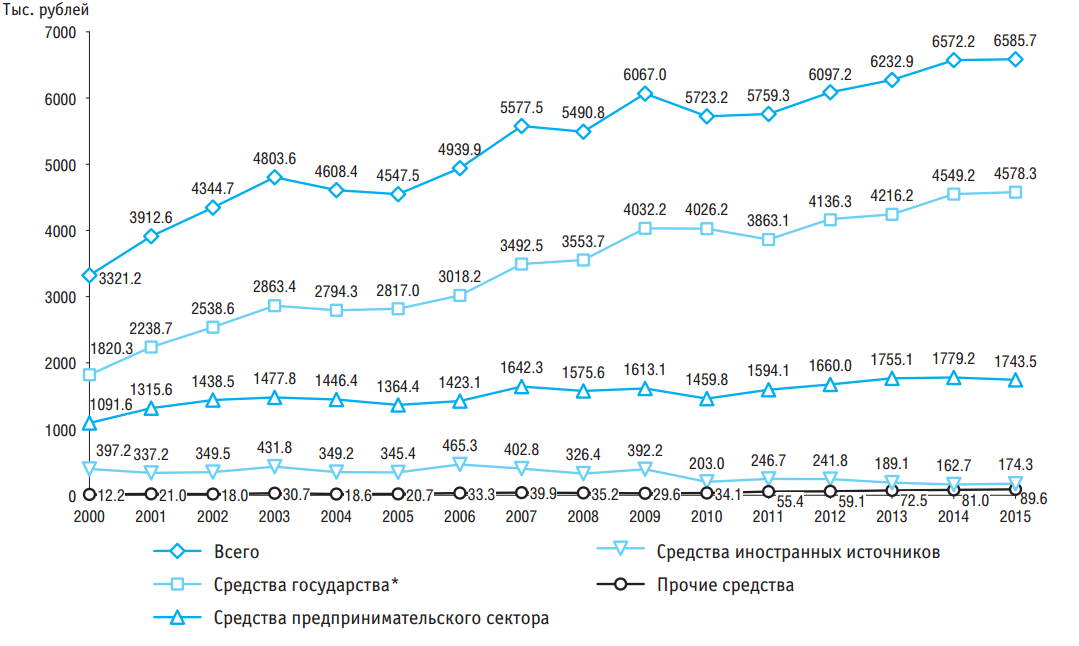 Тыс. рублей
7000
6000
5000
4000
3000
2000
1000
0
3321.2 3912.6 4344.7 4803.6 4608.4 4547.5 4939.9 5577.5 5490.8 6067.0 5723.2 5759.3 6097.2 6232.9 6572.2 6585.7
1820.3 2238.7 2538.6 2863.4 2794.3 2817.0 3018.2 3492.5 3553.7 4032.2 4026.2 3863.1 4136.3 4216.2 4549.2 4578.3
1091.6 1315.6 1438.5 1477.8 1446.4 1364.4 1423.1 1642.3 1575.6 1613.1 1459.8 1594.1 1660.0 1755.1 1779.2 1743.5
397.2 337.2 349.5 431.8 349.2 345.4 465.3 402.8 326.4 392.2 203.0 246.7 241.8 189.1 162.7 174.3
12.2 21.0 18.0 30.7 18.6 20.7 33.3 39.9 35.2 29.6 34.1 55.4 59.1 72.5 81.0 89.6
2000 2001 2002 2003 2004 2005 2006 2007 2008 2009 2010 2011 2012 2013 2014 2015
Всего
Средства государства*
Средства предпринимательского сектора
Средства иностранных источников
Прочие средства